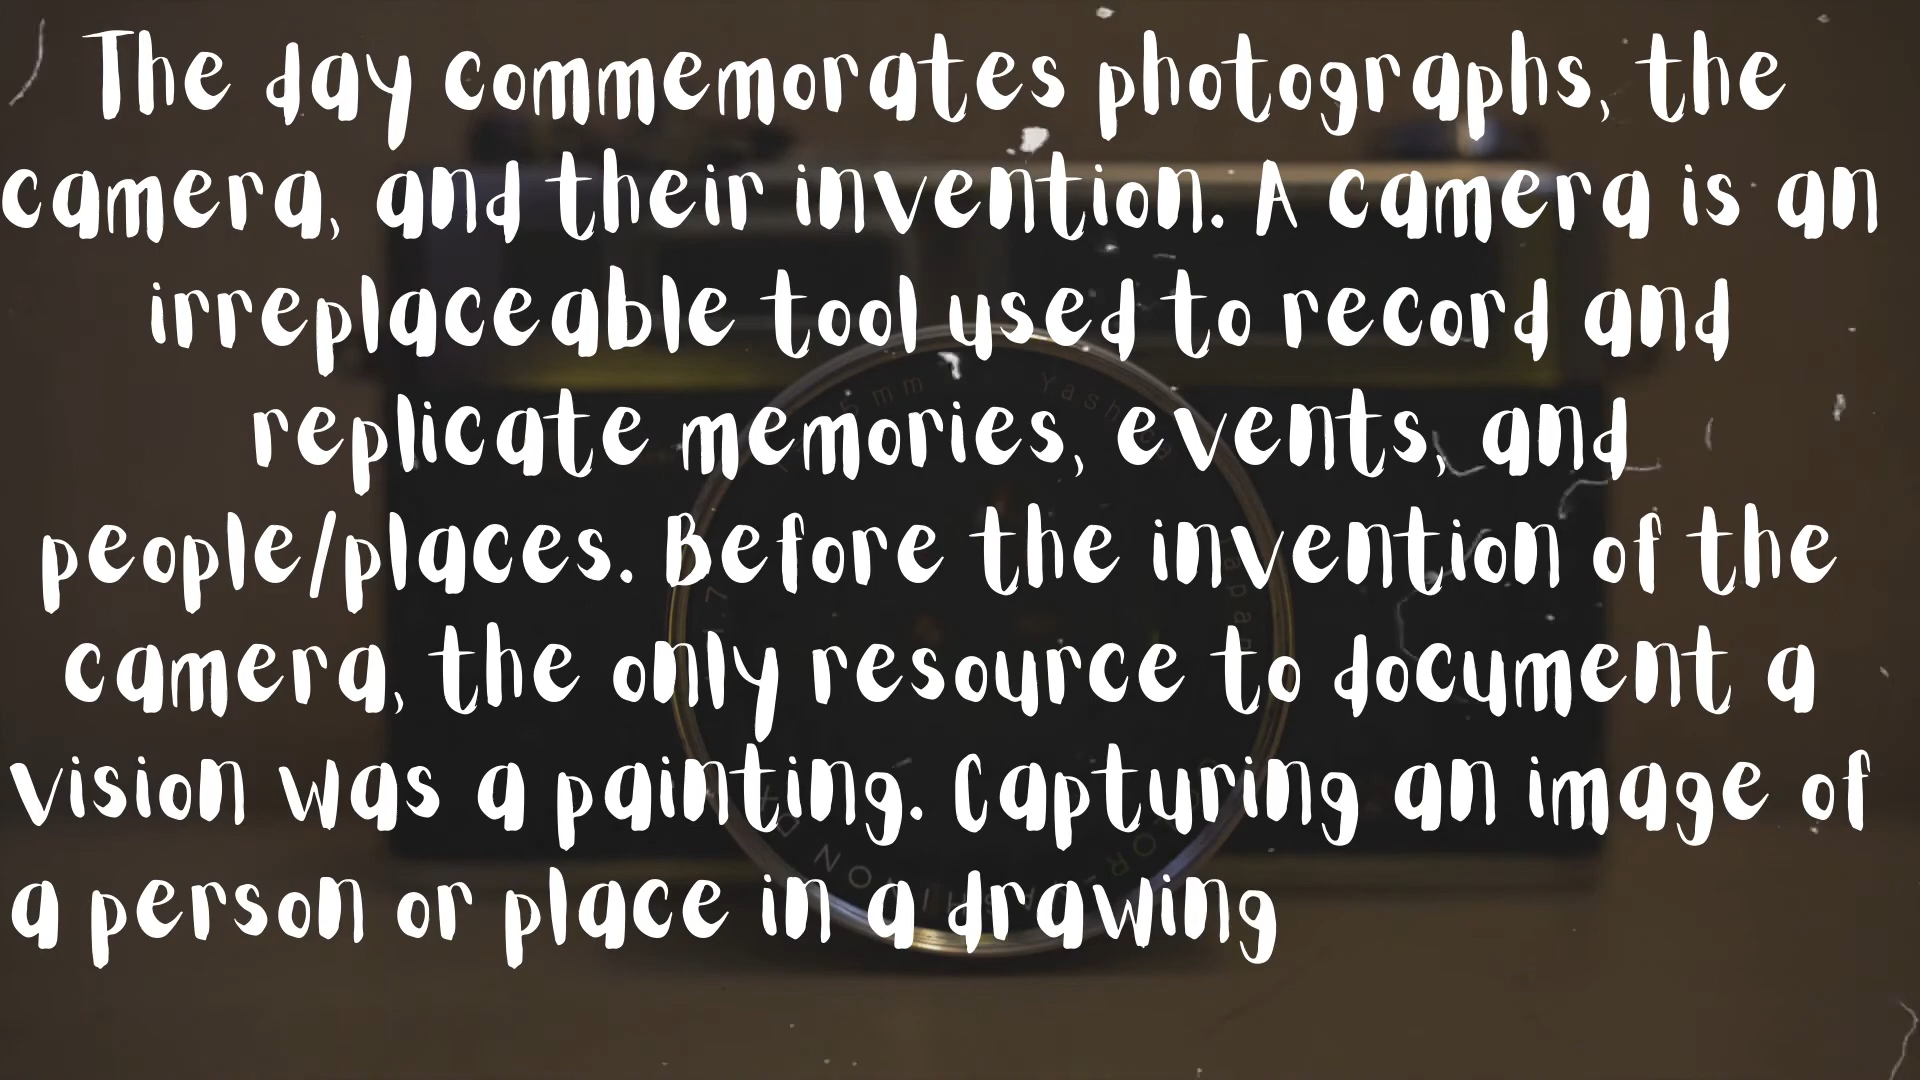 The day commemorates photographs, the
camera, and their invention. A camera is an
irreplaceable tool used to record and
replicate memories, events, and
people/places. Before the invention of the
camera, the only resource to document a
vision was a painting. Capturing an image of
a person or place in a drawing